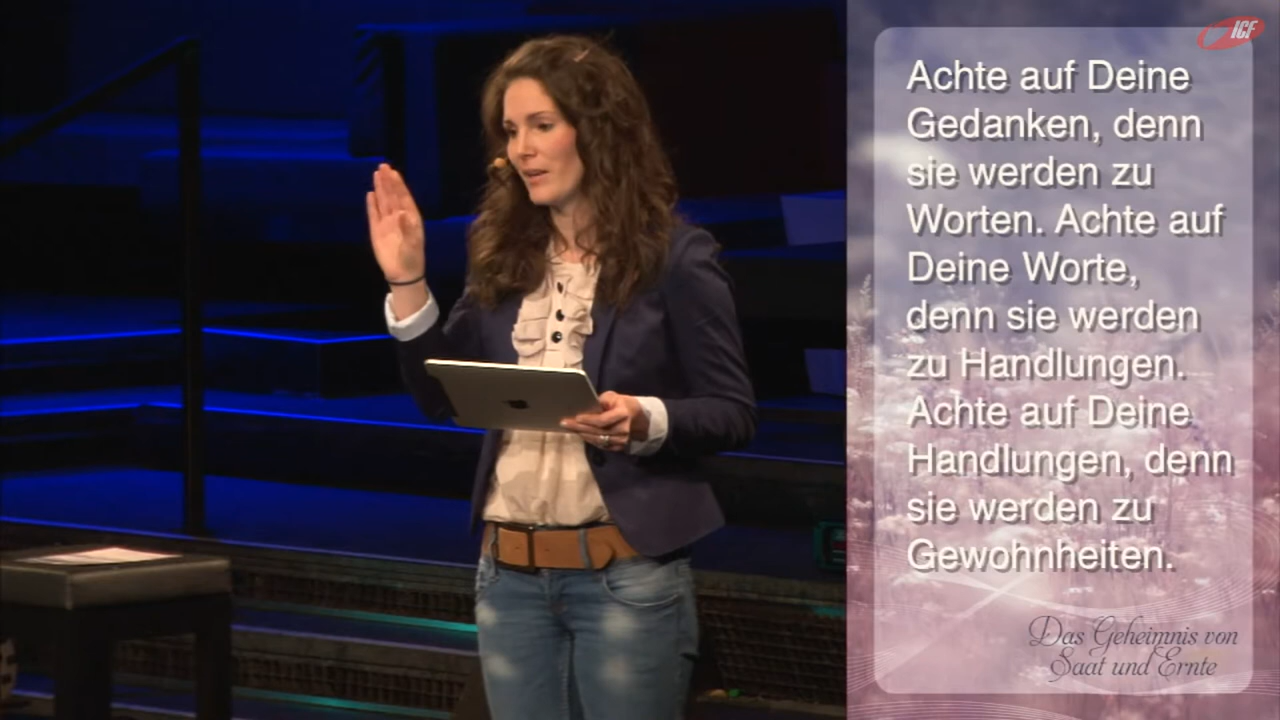 ICF
Achte auf Deine
Gedanken, denn
sie werden zu
Worten. Achte auf
Deine Worte,
denn sie werden
zu Handlungen.
Achte auf Deine
Handlungen, denn
sie werden zu
Gewohnheiten.
Das Geheimnis von
Saat und Ernte